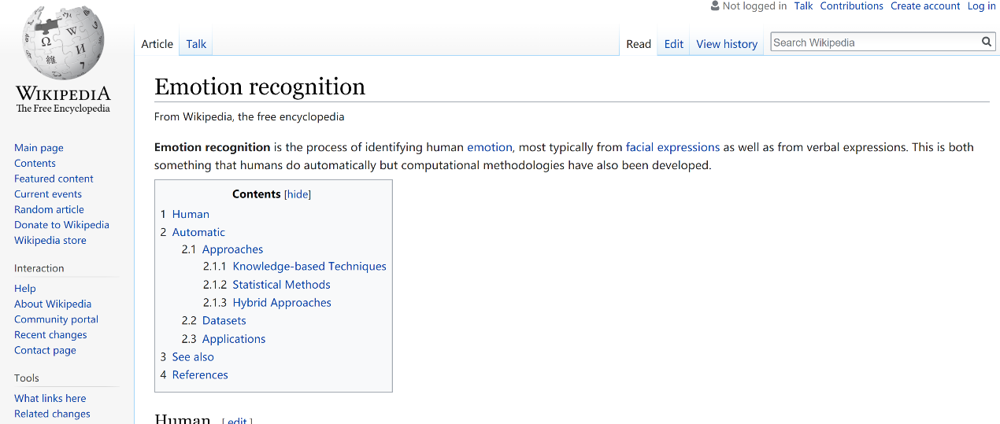 Not logged in Talk Contributions Create account Log in
Article Talk Read Edit View history Search Wikipedia
Ω W И 維 7
WIKIPEDIA
The Free Encyclopedia
Main page
Contents
Featured content
Current events
Random article
Donate to Wikipedia
Wikipedia store
Interaction
Help
About Wikipedia
Community portal
Recent changes
Contact page
Tools
What links here
Related changes
Emotion recognition
From Wikipedia, the free encyclopedia
Emotion recognition is the process of identifying human emotion, most typically from facial expressions as well as from verbal expressions. This is both
something that humans do automatically but computational methodologies have also been developed.
Contents [hide]
1 Human
2 Automatic
2.1 Approaches
2.1.1 Knowledge-based Techniques
2.1.2 Statistical Methods
2.1.3 Hybrid Approaches
2.2 Datasets
2.3 Applications
3 See also
4 References
Human [ edit ]